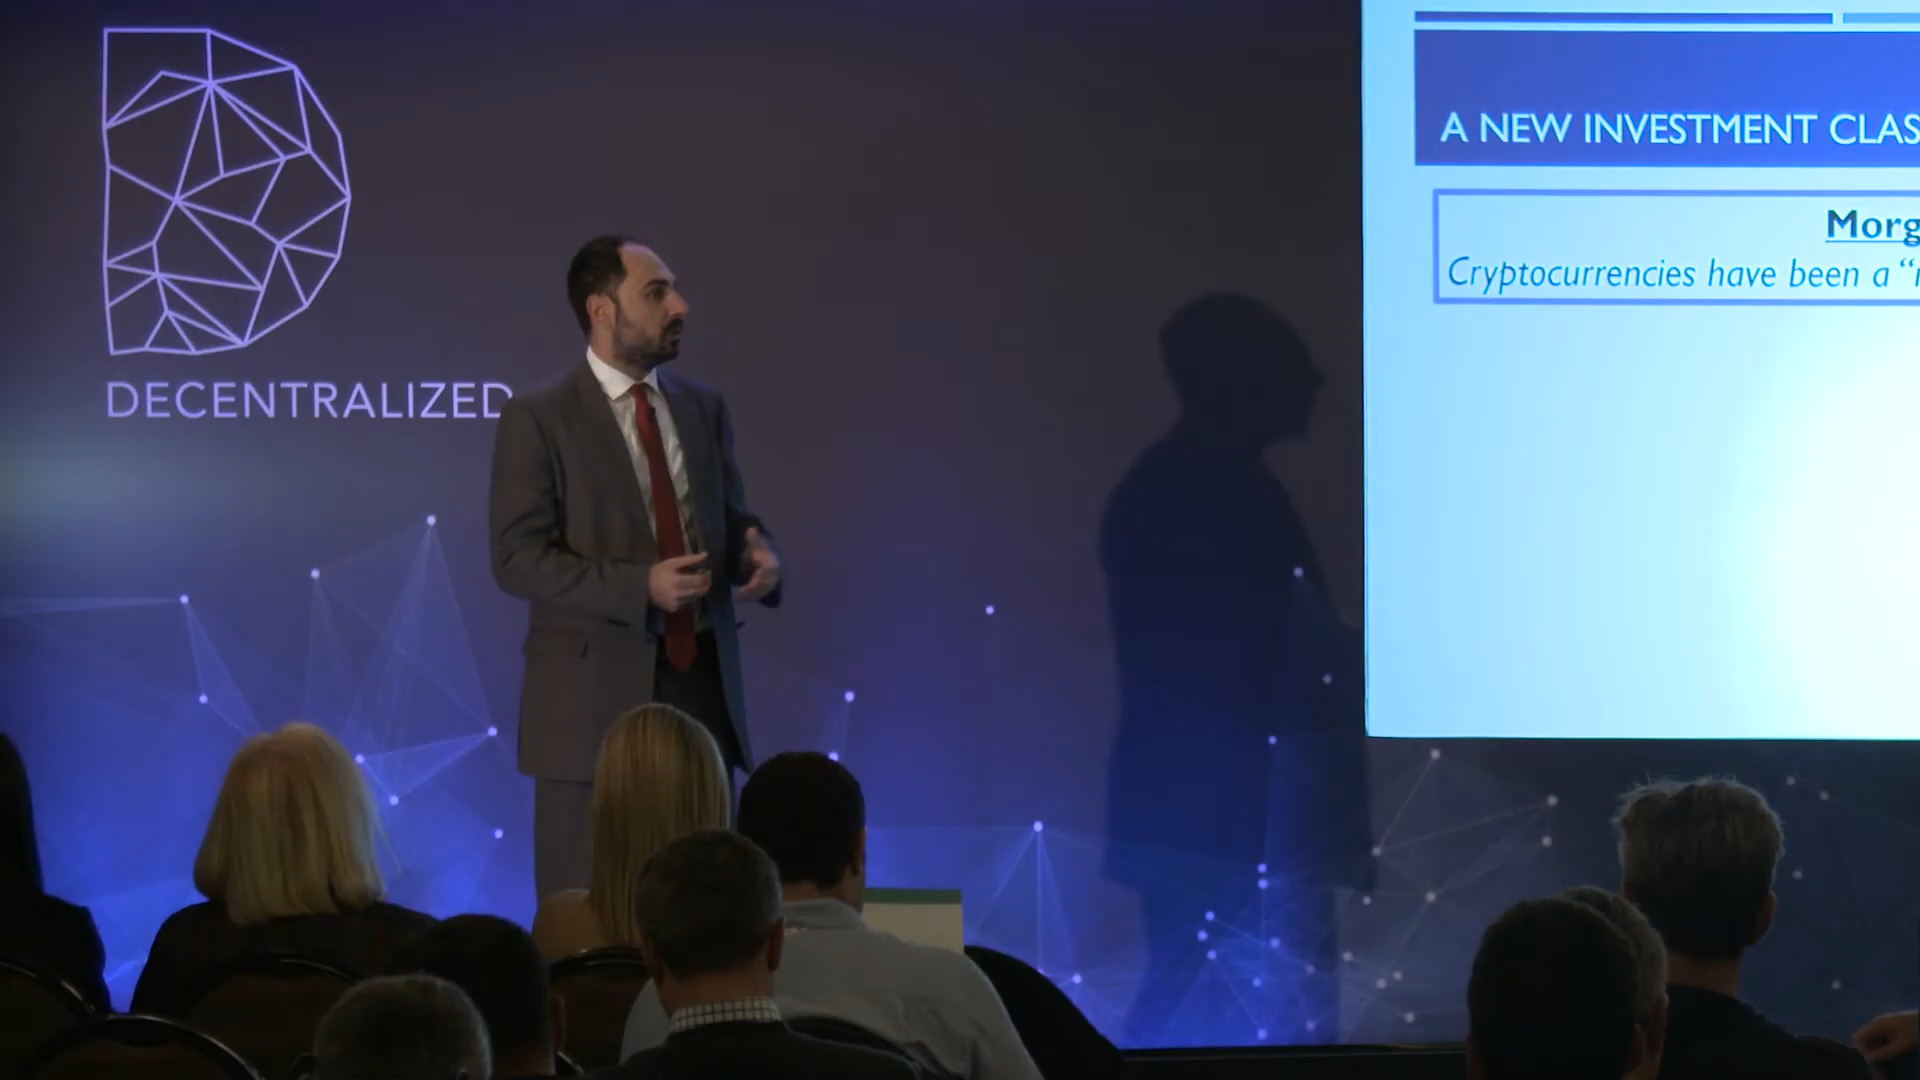 DECENTRALIZED
A NEW INVESTMENT CLAS
Morg
Cryptocurrencies have been a “